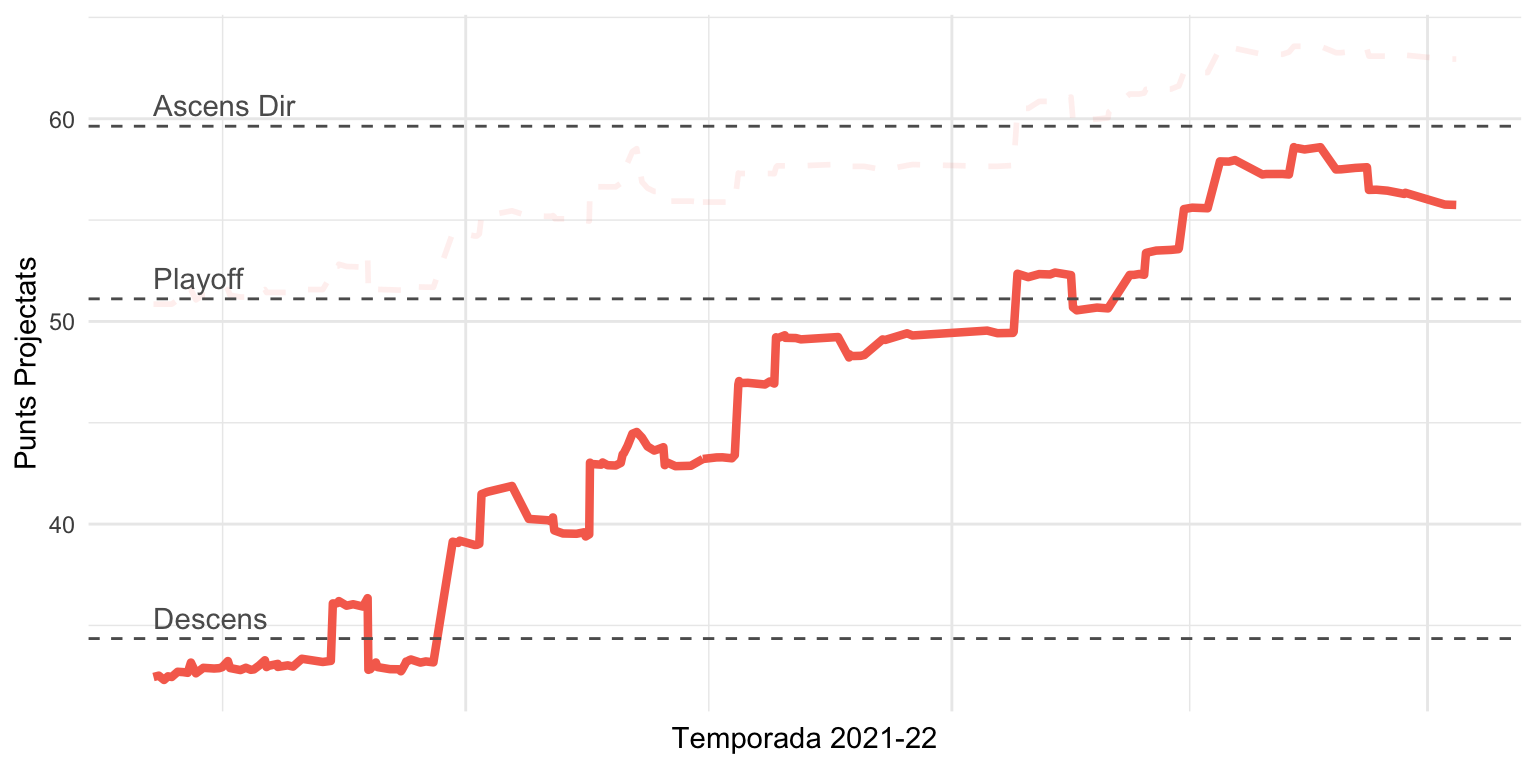 Ascens Dir
60
Playoff
50
Punts Projectats
40
Descens
Temporada 2021-22